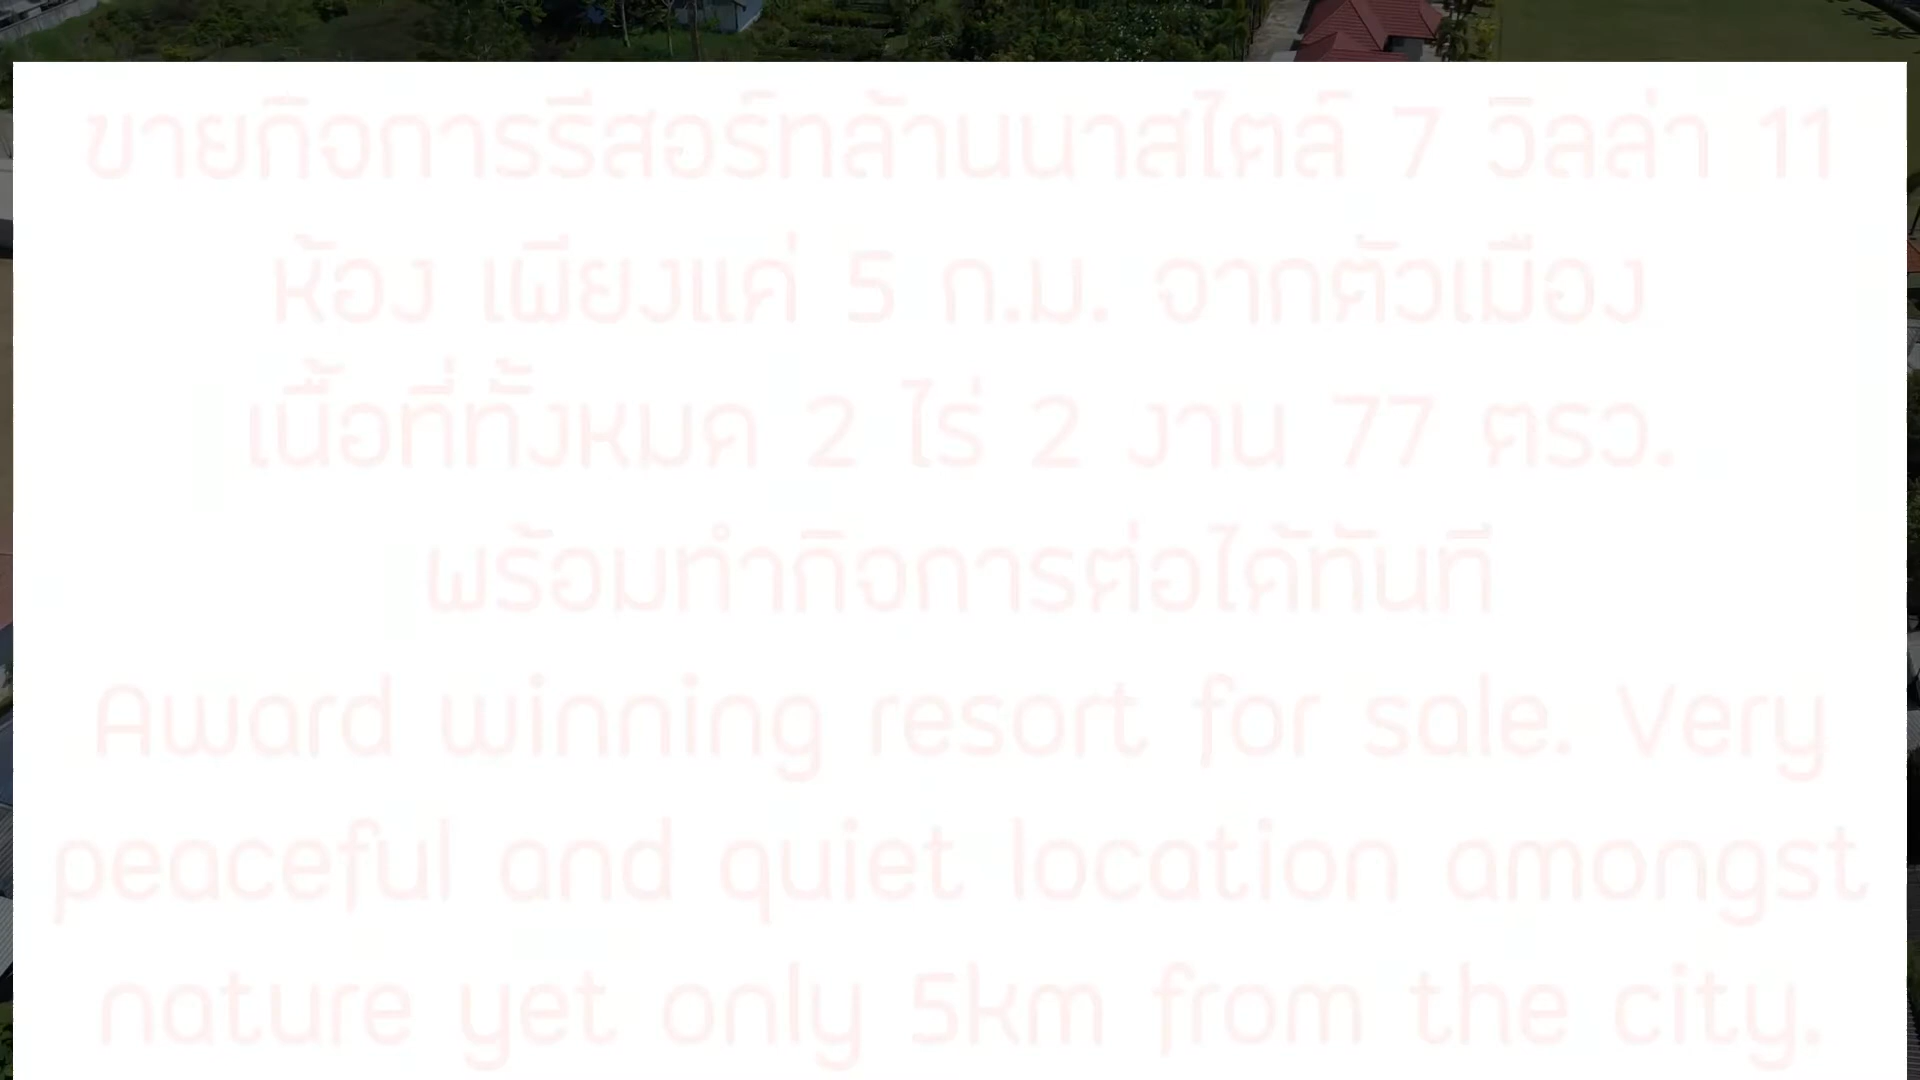 ขายกิจการรีสอร์ทล้านนาสไตล์ 7 วิลล่า 11
ห้อง เพียงแค่ 5 ก.ม. จากตัวเมือง
เนื้อที่ทั้งหมด 2 ไร่ 2 งาน 77 ตรว.
พร้อมทำกิจการต่อได้ทันที
Award winning resort for sale. Very
peaceful and quiet location amongst
nature yet only 5km from the city.